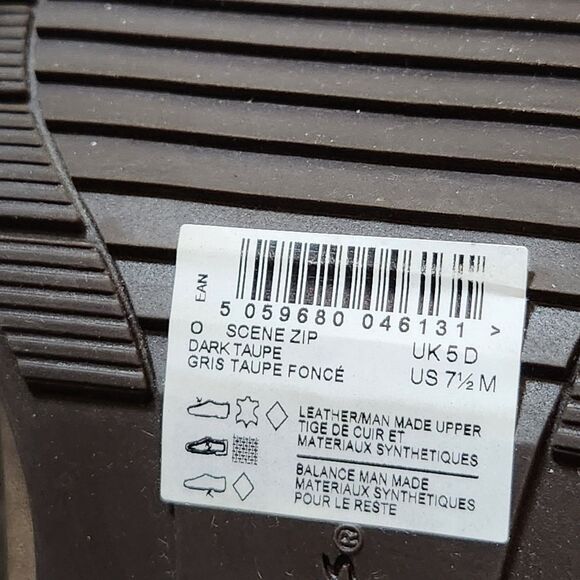 EAN
5 059680 046131 >
O SCENE ZIP
DARK TAUPE UK 5 D
GRIS TAUPE FONCÉ US 7½ M
LEATHER/MAN MADE UPPER
TIGE DE CUIR ET
MATERIAUX SYNTHETIQUES
BALANCE MAN MADE
MATERIAUX SYNTHÉTIQUES
POUR LE RESTE
®